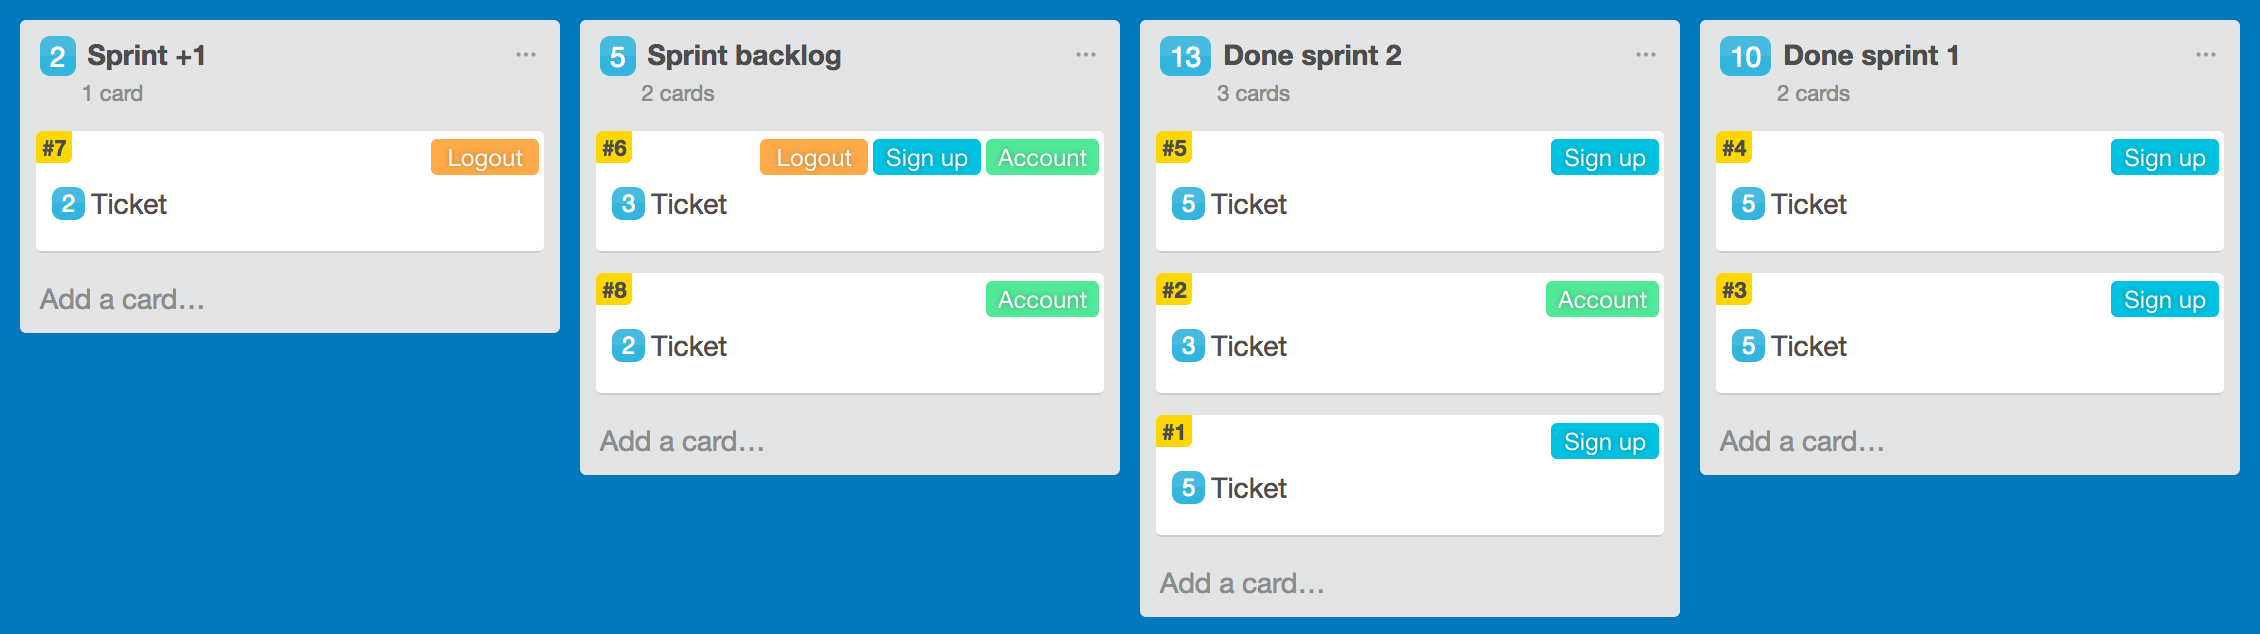 2 Sprint +1 ...
1 card
#7 Logout
2 Ticket
Add a card...
5 Sprint backlog ...
2 cards
#6 Logout Sign up Account
3 Ticket
#8 Account
2 Ticket
Add a card...
13 Done sprint 2 ...
3 cards
#5 Sign up
5 Ticket
#2 Account
3 Ticket
#1 Sign up
5 Ticket
Add a card...
10 Done sprint 1 ...
2 cards
#4 Sign up
5 Ticket
#3 Sign up
5 Ticket
Add a card...